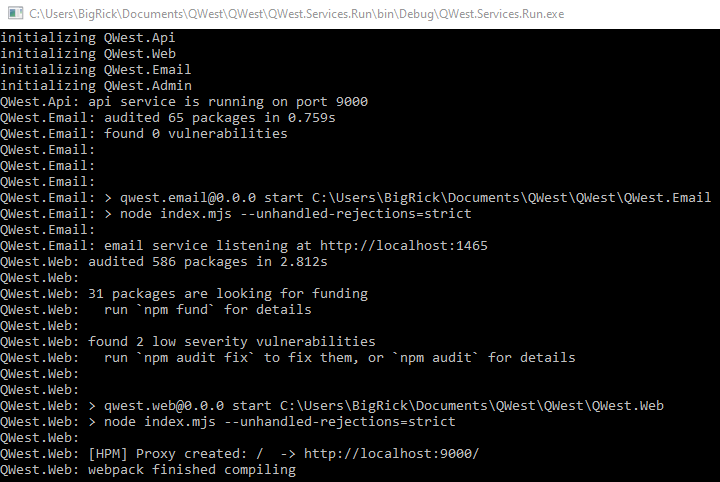 C:\Users\BigRick\Documents\QWest\QWest\QWest.Services.Run\bin\Debug\QWest.Services.Run.exe
initializing QWest.Api
initializing QWest.Web
initializing QWest.Email
initializing QWest.Admin
QWest.Api: api service is running on port 9000
QWest.Email: audited 65 packages in 0.759s
QWest.Email: found 0 vulnerabilities
QWest.Email:
QWest.Email:
QWest.Email:
QWest.Email: > qwest.email@0.0.0 start C:\Users\BigRick\Documents\QWest\QWest\QWest.Email
QWest.Email: > node index.mjs --unhandled-rejections=strict
QWest.Email:
QWest.Email: email service listening at http://localhost:1465
QWest.Web: audited 586 packages in 2.812s
QWest.Web:
QWest.Web: 31 packages are looking for funding
QWest.Web:   run `npm fund` for details
QWest.Web:
QWest.Web: found 2 low severity vulnerabilities
QWest.Web:   run `npm audit fix` to fix them, or `npm audit` for details
QWest.Web:
QWest.Web:
QWest.Web: > qwest.web@0.0.0 start C:\Users\BigRick\Documents\QWest\QWest\QWest.Web
QWest.Web: > node index.mjs --unhandled-rejections=strict
QWest.Web:
QWest.Web: [HPM] Proxy created: /  -> http://localhost:9000/
QWest.Web: webpack finished compiling